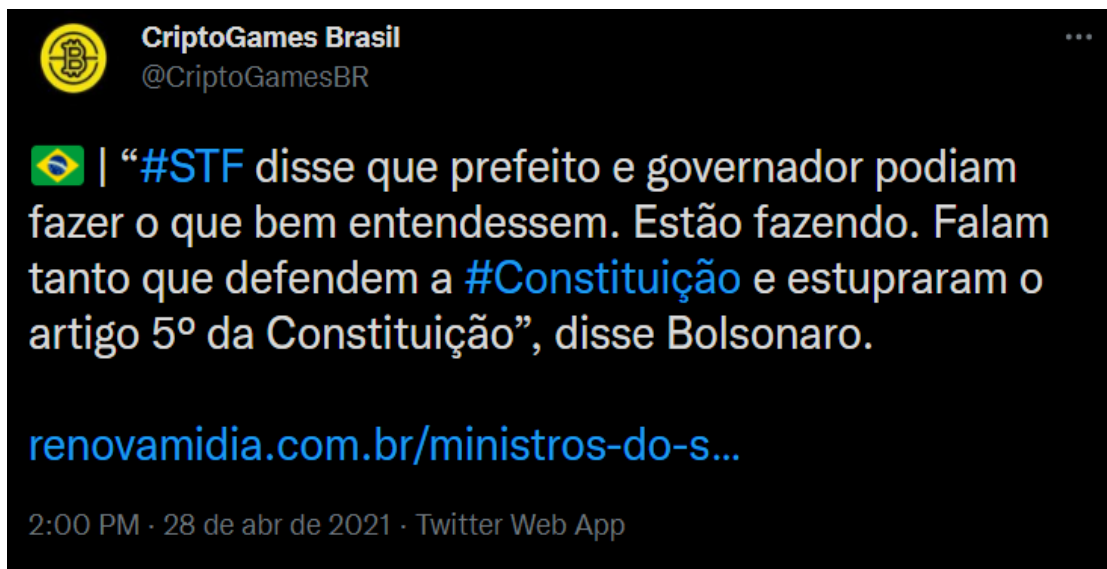 CriptoGames Brasil
@CriptoGamesBR
| “#STF disse que prefeito e governador podiam
fazer o que bem entendessem. Estão fazendo. Falam
tanto que defendem a #Constituição e estupraram o
artigo 5º da Constituição”, disse Bolsonaro.
renovamidia.com.br/ministros-do-s…
2:00 PM · 28 de abr de 2021 · Twitter Web App